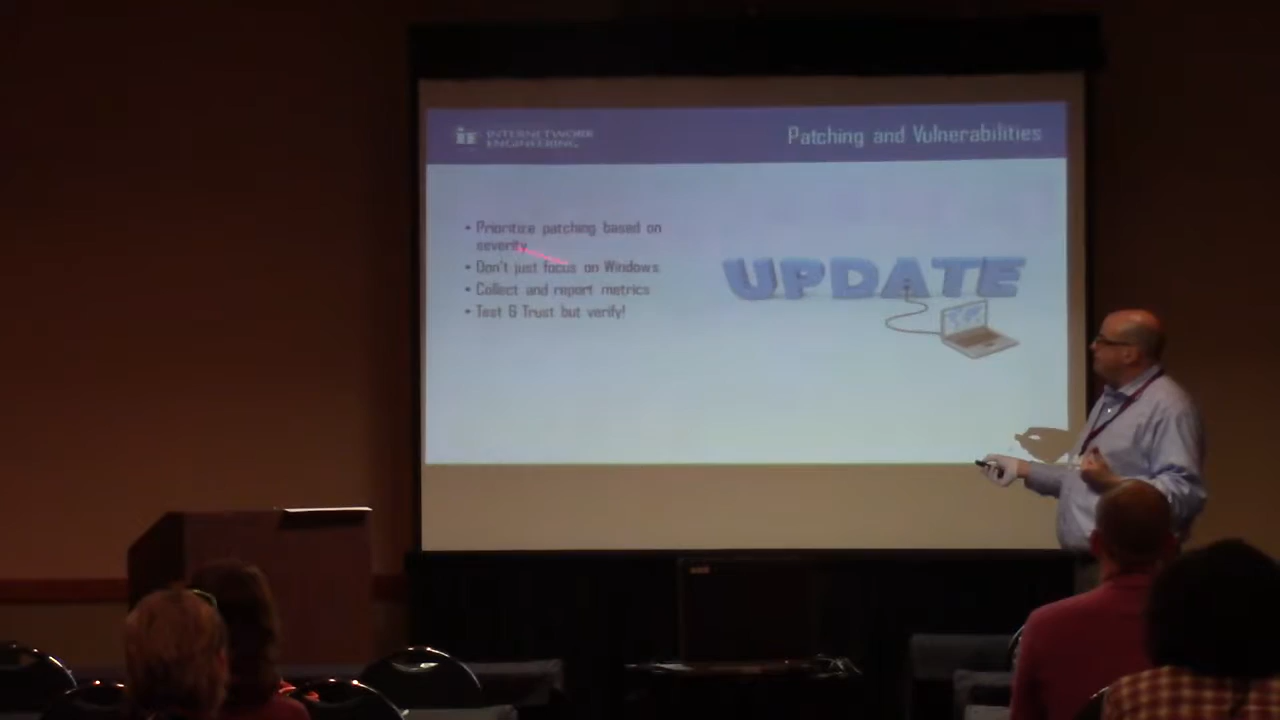 INTERNETWORK
ENGINEERING
Patching and Vulnerabilities
• Prioritize patching based on
severity
• Don't just focus on Windows
• Collect and report metrics
• Test & Trust but verify!
UPDATE